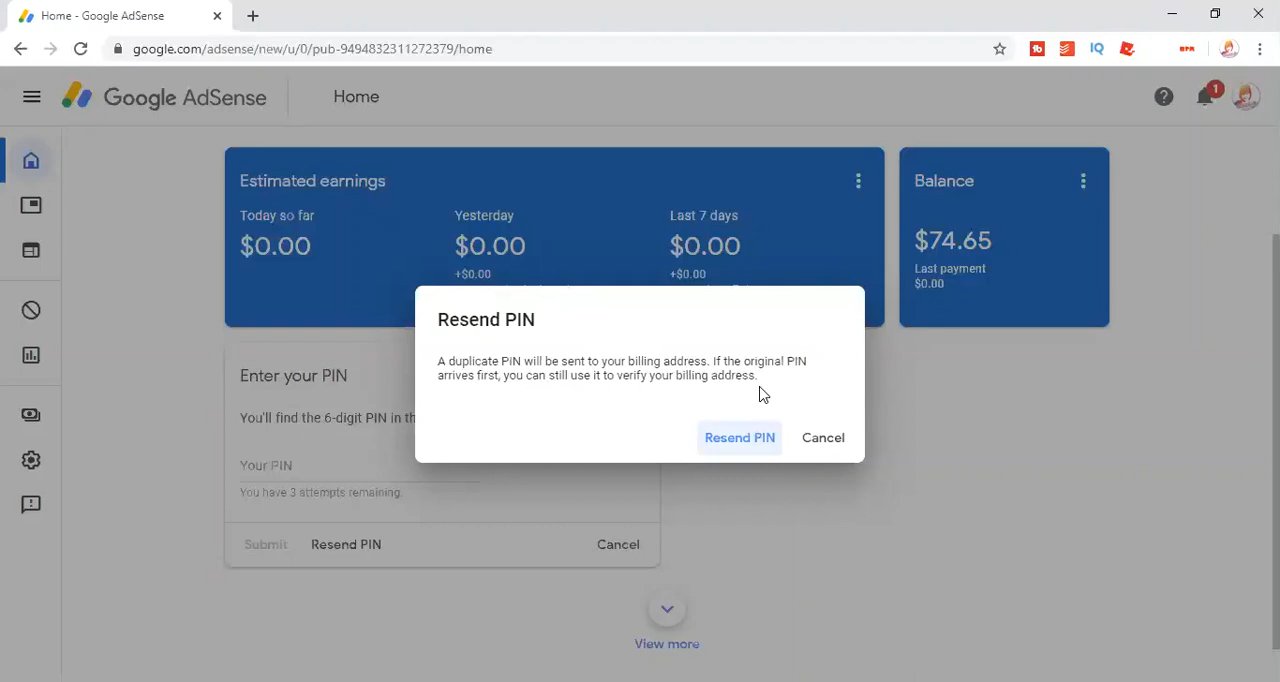 Home - Google AdSense
google.com/adsense/new/u/0/pub-9494832311272379/home
IQ
Google AdSense
Home
1
Estimated earnings
Today so far
$0.00
Yesterday
$0.00
+$0.00
Last 7 days
$0.00
+$0.00
Balance
$74.65
Last payment
$0.00
Resend PIN
A duplicate PIN will be sent to your billing address. If the original PIN
arrives first, you can still use it to verify your billing address.
Resend PIN
Cancel
Enter your PIN
You'll find the 6-digit PIN in th
Your PIN
You have 3 attempts remaining.
Submit
Resend PIN
Cancel
View more